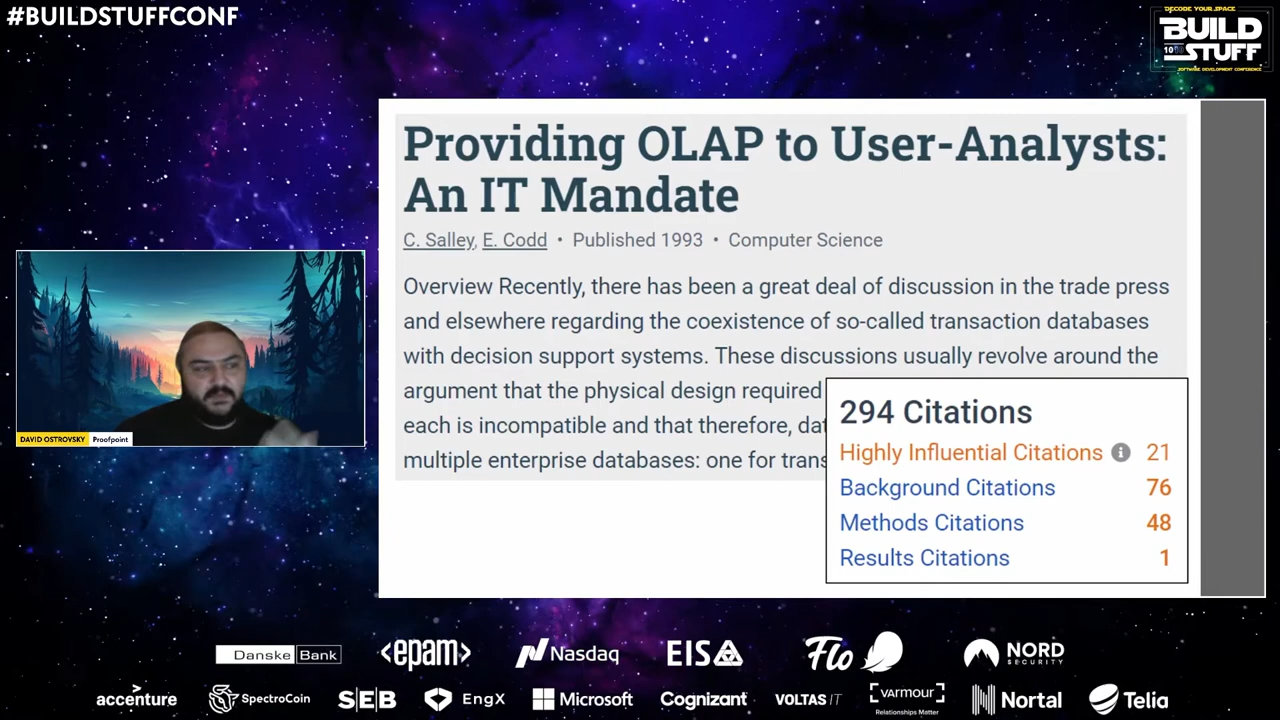 #BUILDSTUFFCONF
DECODE YOUR SPACE
BUILD
STUFF
SOFTWARE DEVELOPMENT CONFERENCE
Providing OLAP to User-Analysts:
An IT Mandate
C. Salley, E. Codd • Published 1993 • Computer Science
Overview Recently, there has been a great deal of discussion in the trade press
and elsewhere regarding the coexistence of so-called transaction databases
with decision support systems. These discussions usually revolve around the
argument that the physical design required
each is incompatible and that therefore, dat
multiple enterprise databases: one for trans
294 Citations
Highly Influential Citations i 21
Background Citations 76
Methods Citations 48
Results Citations 1
DAVID OSTROVSKY Proofpoint
Danske Bank <epam> Nasdaq EIS Flo NORD
SECURITY
accenture SpectroCoin SEB EngX Microsoft Cognizant VOLTAS IT vARMOUR Nortal Telia
Relationships Matter